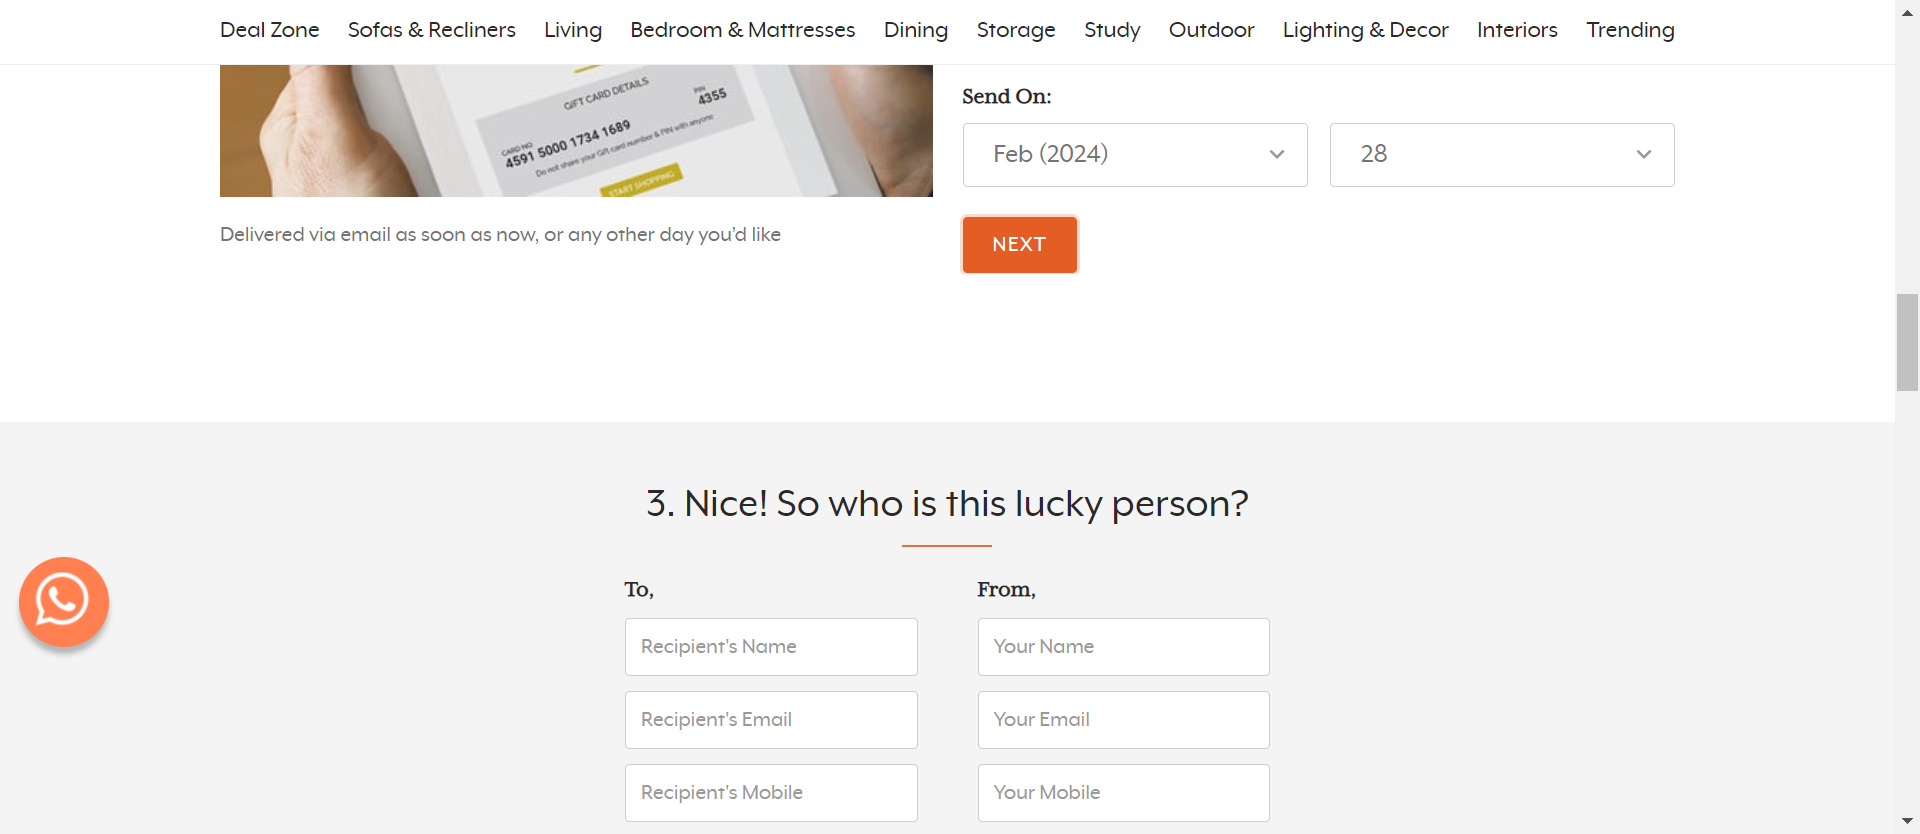 Deal Zone Sofas & Recliners Living Bedroom & Mattresses Dining Storage Study Outdoor Lighting & Decor Interiors Trending
GIFT CARD DETAILS
CARD NO
4591 5000 1734 1689
PIN
4355
Do not share your Gift card number & PIN with anyone
START SHOPPING
Delivered via email as soon as now, or any other day you’d like
Send On:
Feb (2024)
28
NEXT
3. Nice! So who is this lucky person?
To,
Recipient's Name
Recipient's Email
Recipient's Mobile
From,
Your Name
Your Email
Your Mobile